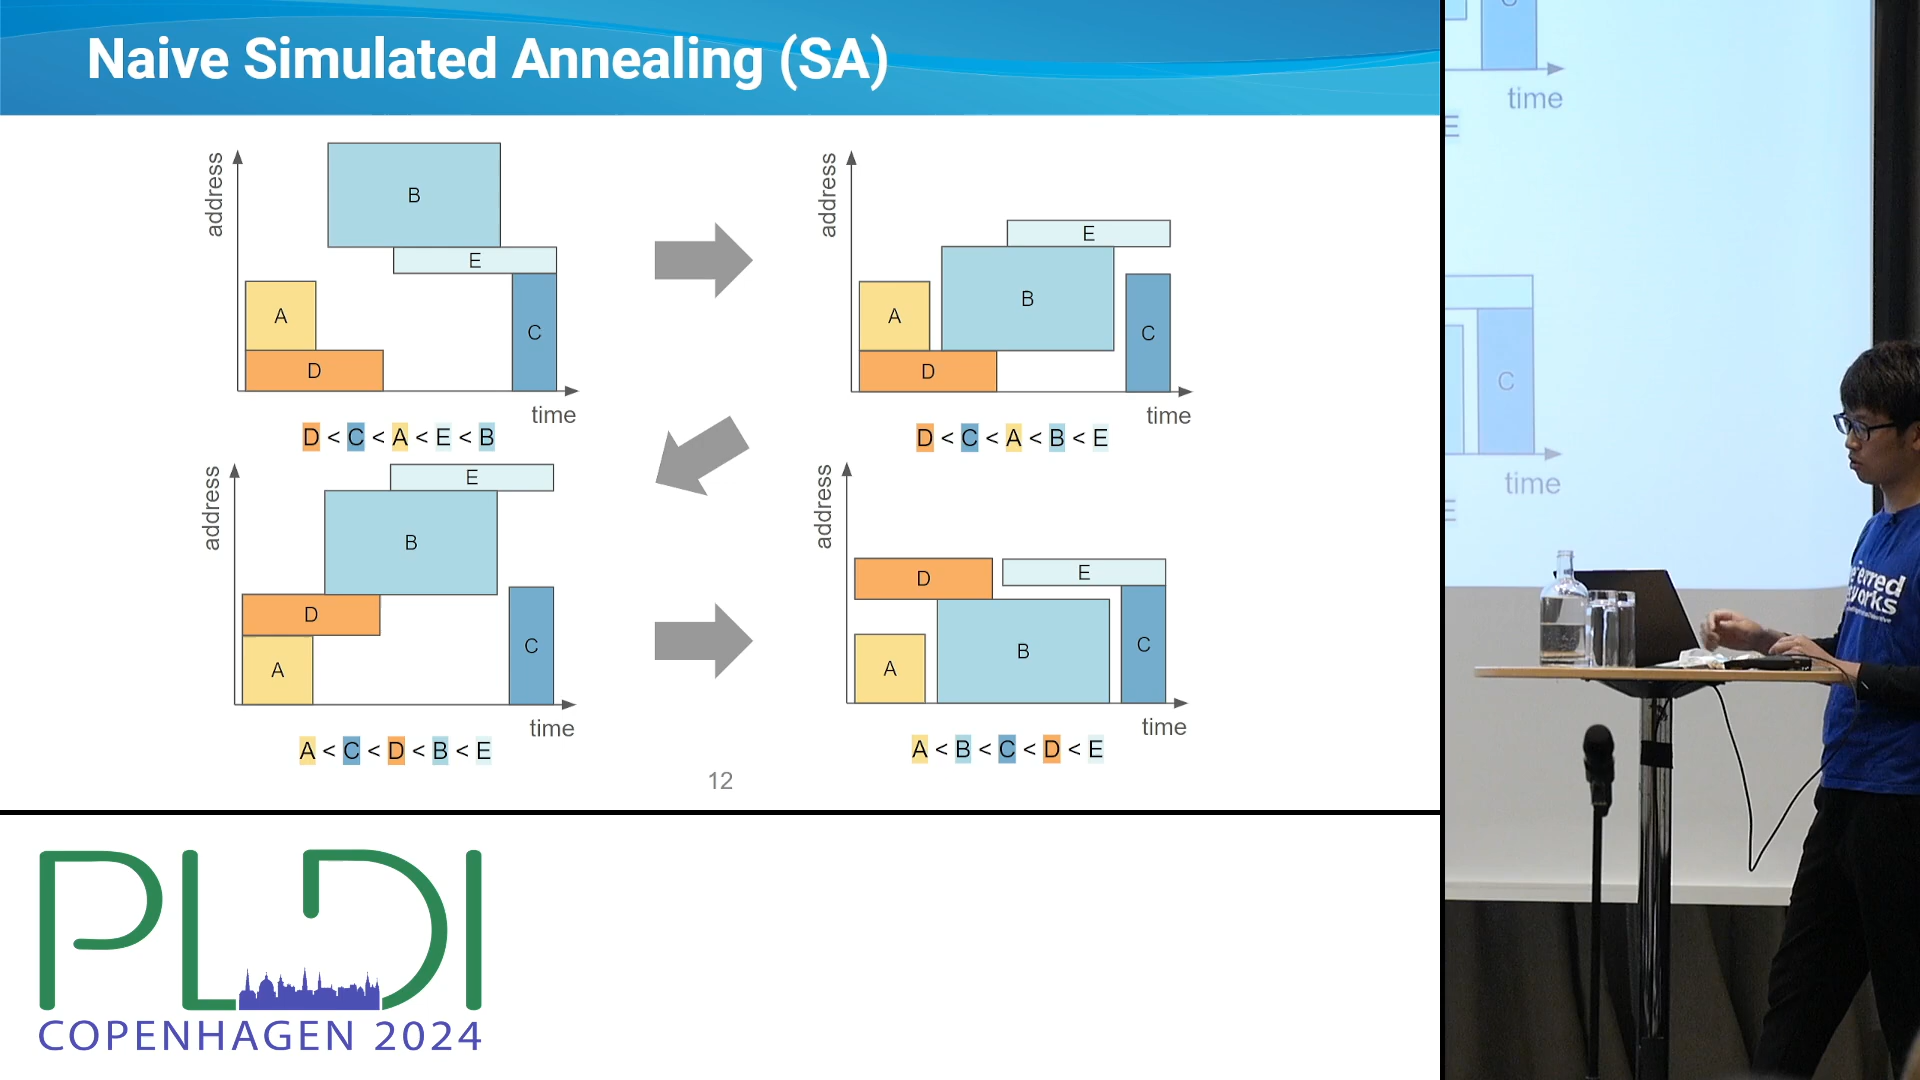 Naive Simulated Annealing (SA)
address
B
E
A
C
D
time
D < C < A < E < B
address
E
B
A
C
D
time
D < C < A < B < E
address
E
B
D
C
A
time
A < C < D < B < E
address
D
E
B
C
A
time
A < B < C < D < E
12
PLDI
COPENHAGEN 2024
time
C
time